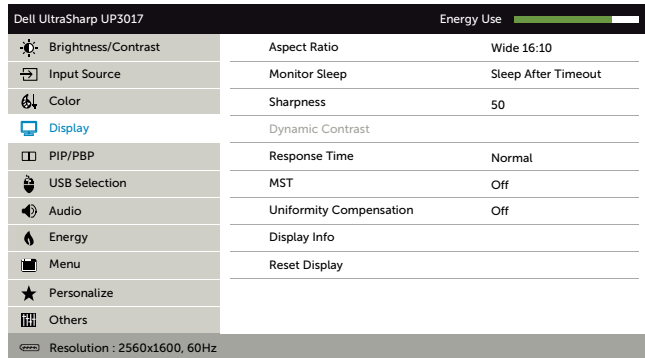 Dell UltraSharp UP3017 Energy Use
Brightness/Contrast Aspect Ratio Wide 16:10
Input Source Monitor Sleep Sleep After Timeout
Color Sharpness 50
Display Dynamic Contrast
PIP/PBP Response Time Normal
USB Selection MST Off
Audio Uniformity Compensation Off
Energy Display Info
Menu Reset Display
Personalize
Others
Resolution : 2560x1600, 60Hz